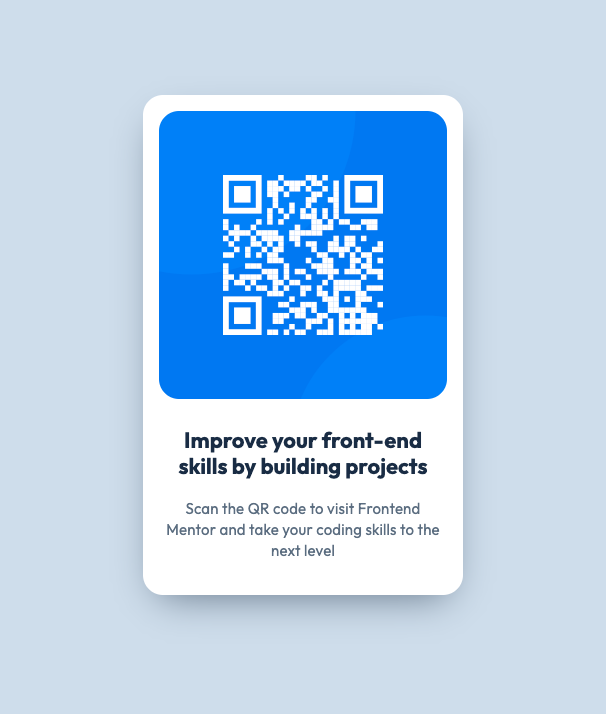 Improve your front-end
skills by building projects
Scan the QR code to visit Frontend
Mentor and take your coding skills to the
next level